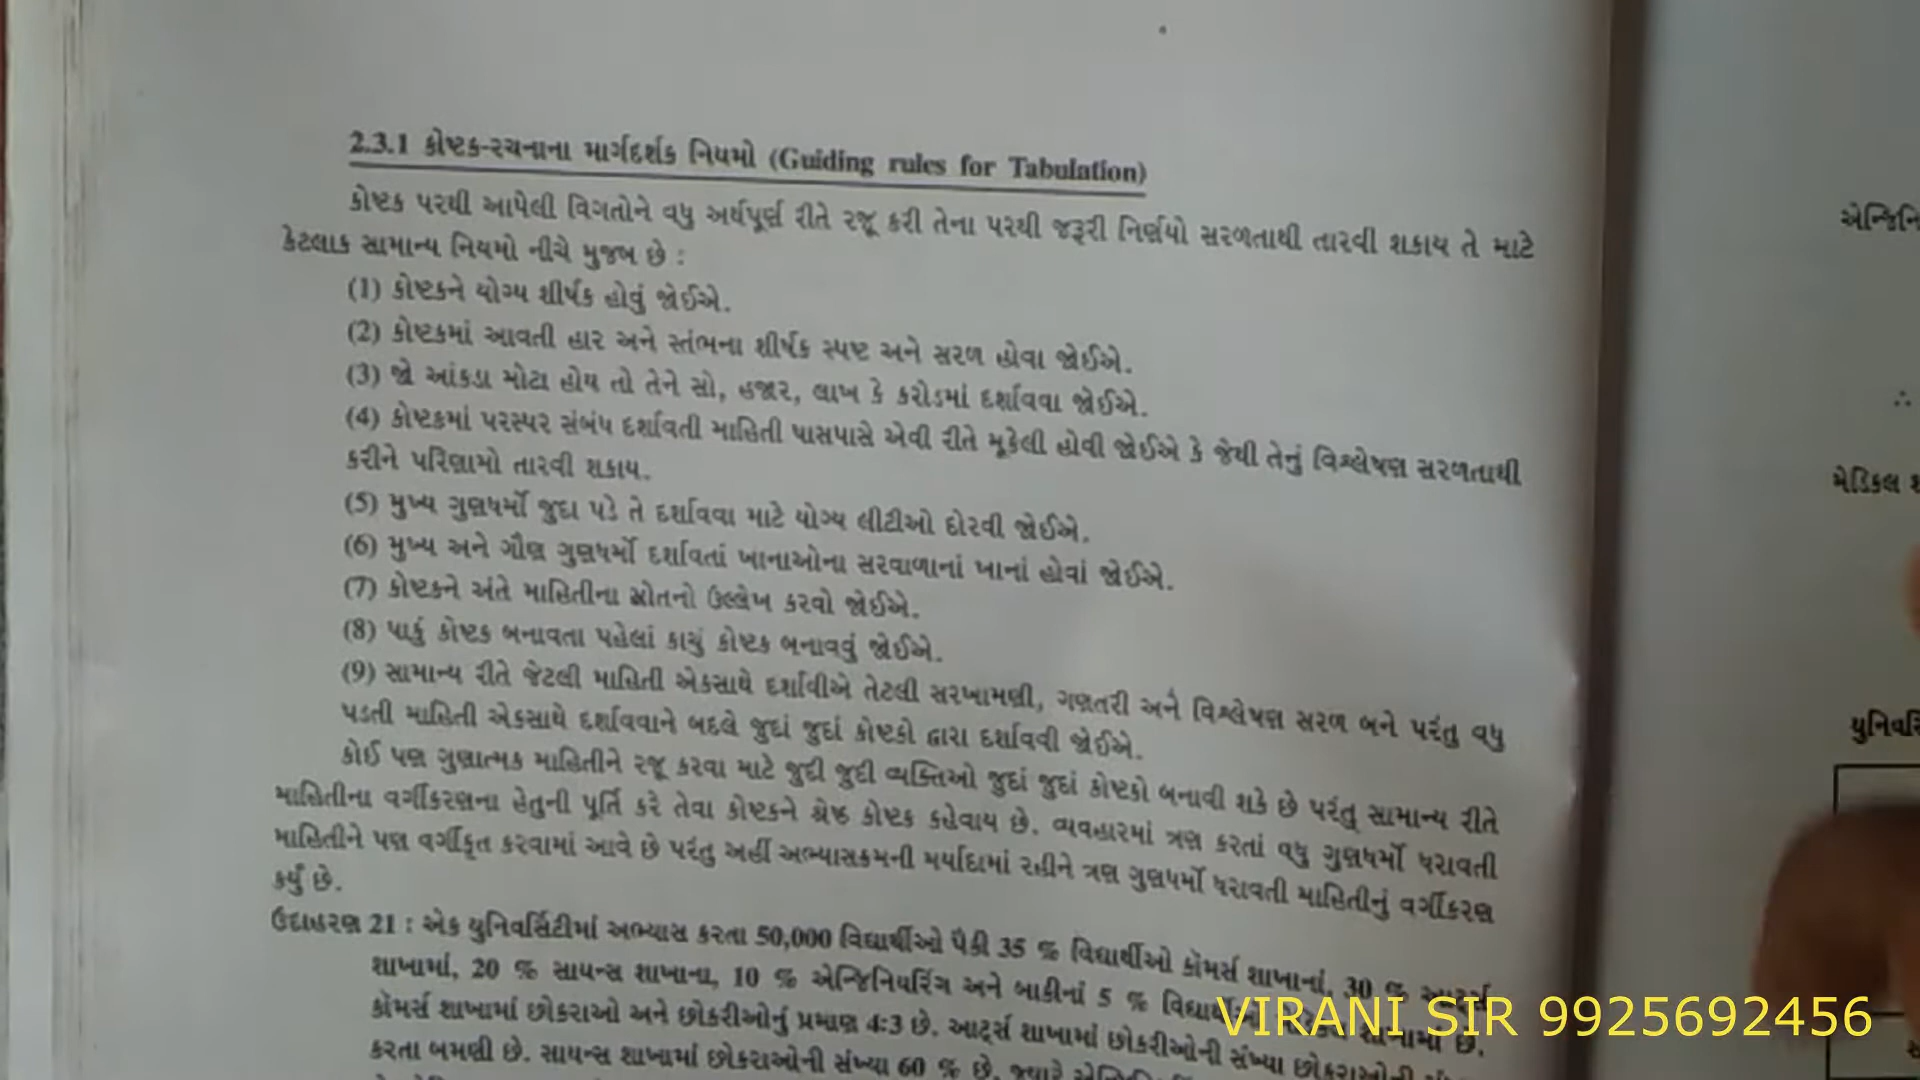 2.3.1 કોષ્ટક-રચનાના માર્ગદર્શક નિયમો (Guiding rules for Tabulation)
કોષ્ટક પરથી આપેલી વિગતોને વધુ અર્થપૂર્ણ રીતે રજૂ કરી તેના પરથી જરૂરી નિર્ણયો સરળતાથી તારવી શકાય તે માટે
કેટલાક સામાન્ય નિયમો નીચે મુજબ છે :
(1) કોષ્ટકને યોગ્ય શીર્ષક હોવું જોઈએ.
(2) કોષ્ટકમાં આવતી હાર અને સ્તંભના શીર્ષક સ્પષ્ટ અને સરળ હોવા જોઈએ.
(3) જો આંકડા મોટા હોય તો તેને સો, હજાર, લાખ કે કરોડમાં દર્શાવવા જોઈએ.
(4) કોષ્ટકમાં પરસ્પર સંબંધ દર્શાવતી માહિતી પાસપાસે એવી રીતે મૂકેલી હોવી જોઈએ કે જેથી તેનું વિશ્લેષણ સરળતાથી
કરીને પરિણામો તારવી શકાય.
(5) મુખ્ય ગુણધર્મો જુદા પડે તે દર્શાવવા માટે યોગ્ય લીટીઓ દોરવી જોઈએ.
(6) મુખ્ય અને ગૌણ ગુણધર્મો દર્શાવતાં ખાનાઓના સરવાળાનાં ખાનાં હોવાં જોઈએ.
(7) કોષ્ટકને અંતે માહિતીના સ્રોતનો ઉલ્લેખ કરવો જોઈએ.
(8) પાકું કોષ્ટક બનાવતા પહેલાં કાચું કોષ્ટક બનાવવું જોઈએ.
(9) સામાન્ય રીતે જેટલી માહિતી એકસાથે દર્શાવીએ તેટલી સરખામણી, ગણતરી અને વિશ્લેષણ સરળ બને પરંતુ વધુ
પડતી માહિતી એકસાથે દર્શાવવાને બદલે જુદાં જુદાં કોષ્ટકો દ્વારા દર્શાવવી જોઈએ.
કોઈ પણ ગુણાત્મક માહિતીને રજૂ કરવા માટે જુદી જુદી વ્યક્તિઓ જુદાં જુદાં કોષ્ટકો બનાવી શકે છે પરંતુ સામાન્ય રીતે
માહિતીના વર્ગીકરણના હેતુની પૂર્તિ કરે તેવા કોષ્ટકને શ્રેષ્ઠ કોષ્ટક કહેવાય છે. વ્યવહારમાં ત્રણ કરતાં વધુ ગુણધર્મો ધરાવતી
માહિતીને પણ વર્ગીકૃત કરવામાં આવે છે પરંતુ અહીં અભ્યાસક્રમની મર્યાદામાં રહીને ત્રણ ગુણધર્મો ધરાવતી માહિતીનું વર્ગીકરણ
કર્યું છે.
ઉદાહરણ 21 : એક યુનિવર્સિટીમાં અભ્યાસ કરતા 50,000 વિદ્યાર્થીઓ પૈકી 35 % વિદ્યાર્થીઓ કૉમર્સ શાખાનાં, 30 % આર્ટ્સ
શાખામાં, 20 % સાયન્સ શાખાના, 10 % એન્જિનિયરિંગ અને બાકીનાં 5 %
કૉમર્સ શાખામાં છોકરાઓ અને છોકરીઓનું પ્રમાણ 4:3 છે. આર્ટ્સ શાખામાં છોકરીઓની સંખ્યા
કરતા બમણી છે. સાયન્સ શાખામાં છોકરાઓની સંખ્યા 60 % છે.
મેડિકલ
VIRANI SIR 9925692456